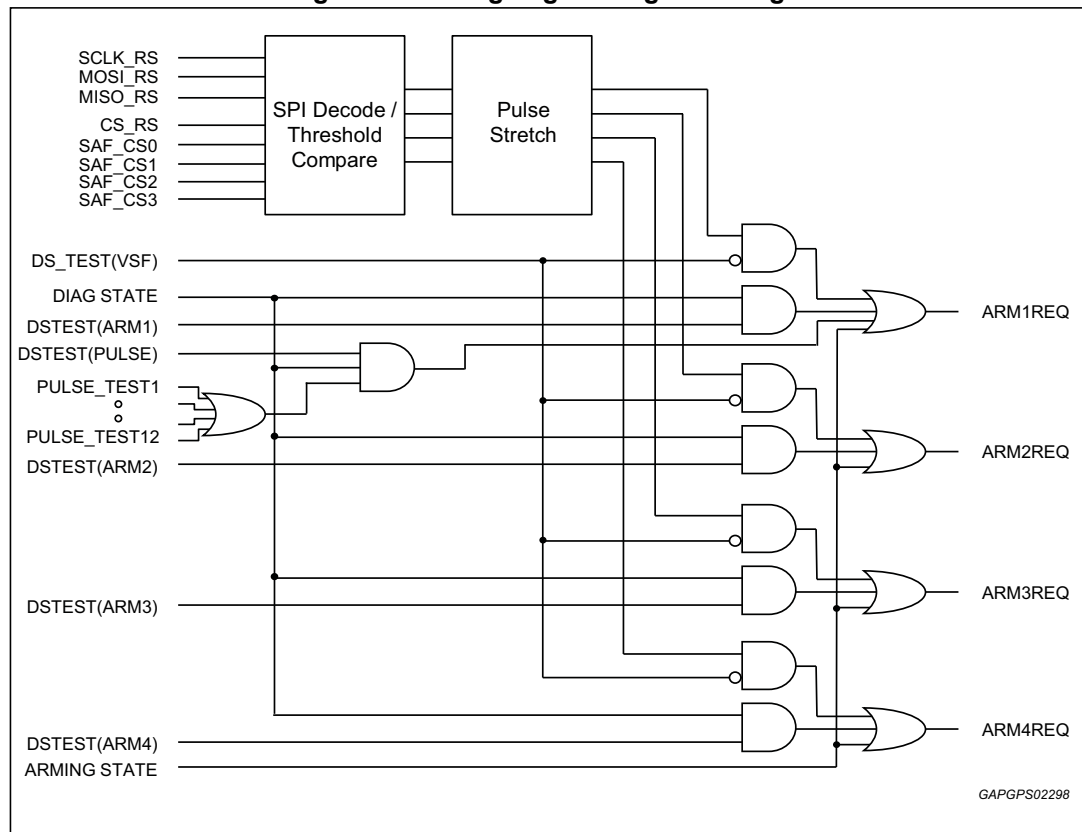 SCLK_RS
MOSI_RS
MISO_RS
CS_RS
SAF_CS0
SAF_CS1
SAF_CS2
SAF_CS3
SPI Decode /
Threshold
Compare
Pulse
Stretch
DS_TEST(VSF)
DIAG STATE
DSTEST(ARM1)
DSTEST(PULSE)
PULSE_TEST1
PULSE_TEST12
DSTEST(ARM2)
DSTEST(ARM3)
DSTEST(ARM4)
ARMING STATE
ARM1REQ
ARM2REQ
ARM3REQ
ARM4REQ
GAPGPS02298